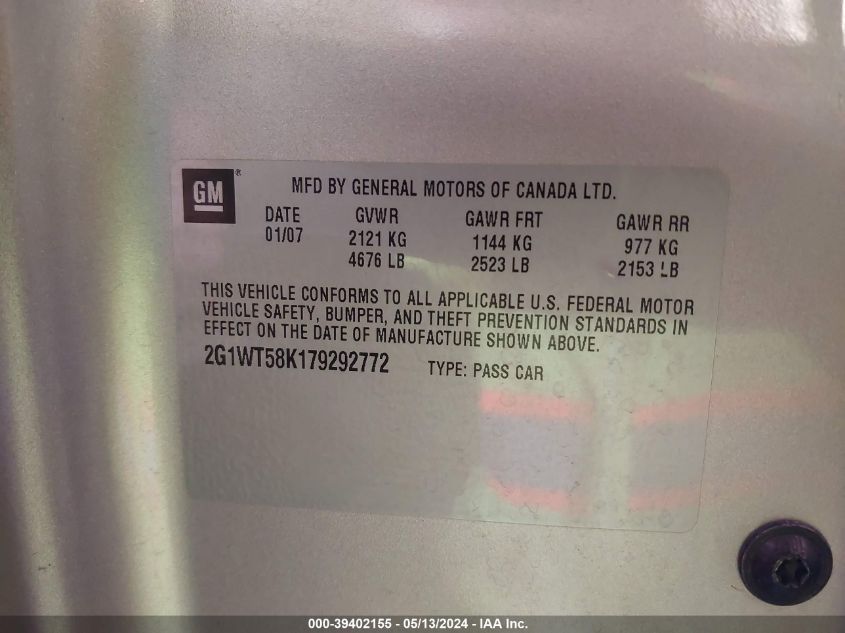 GM®
MFD BY GENERAL MOTORS OF CANADA LTD.
DATE GVWR GAWR FRT GAWR RR
01/07 2121 KG 1144 KG 977 KG
4676 LB 2523 LB 2153 LB
THIS VEHICLE CONFORMS TO ALL APPLICABLE U.S. FEDERAL MOTOR
VEHICLE SAFETY, BUMPER, AND THEFT PREVENTION STANDARDS IN
EFFECT ON THE DATE OF MANUFACTURE SHOWN ABOVE.
2G1WT58K179292772 TYPE: PASS CAR
000-39402155 - 05/13/2024 - IAA Inc.